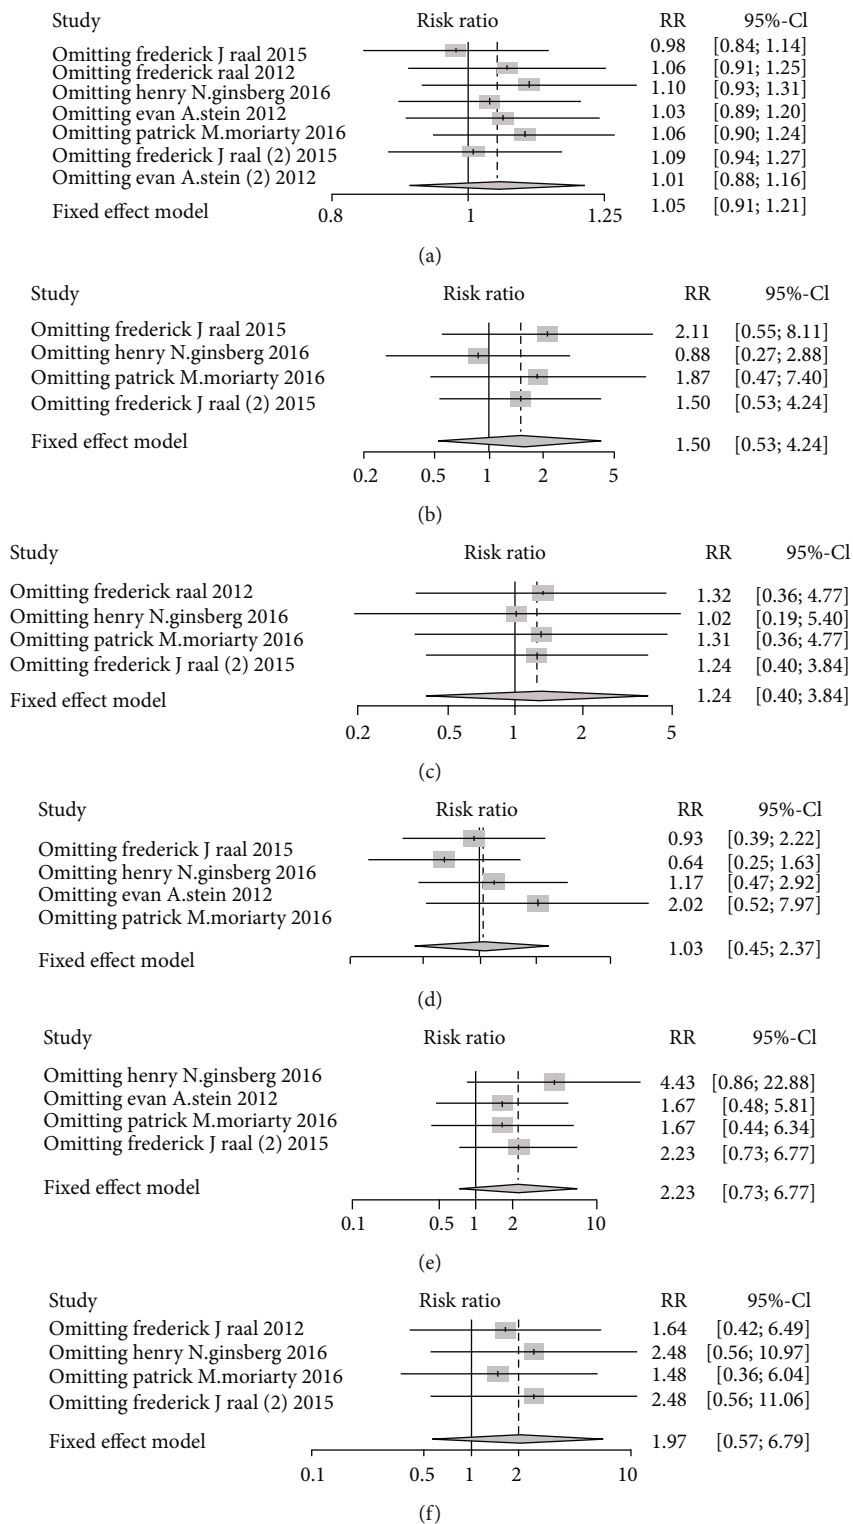 Study Risk ratio RR 95%-Cl
Omitting frederick J raal 2015 0.98 [0.84; 1.14]
Omitting frederick raal 2012 1.06 [0.91; 1.25]
Omitting henry N.ginsberg 2016 1.10 [0.93; 1.31]
Omitting evan A.stein 2012 1.03 [0.89; 1.20]
Omitting patrick M.moriarty 2016 1.06 [0.90; 1.24]
Omitting frederick J raal (2) 2015 1.09 [0.94; 1.27]
Omitting evan A.stein (2) 2012 1.01 [0.88; 1.16]
Fixed effect model 1.05 [0.91; 1.21]
0.8 1 1.25
(a)
Study Risk ratio RR 95%-Cl
Omitting frederick J raal 2015 2.11 [0.55; 8.11]
Omitting henry N.ginsberg 2016 0.88 [0.27; 2.88]
Omitting patrick M.moriarty 2016 1.87 [0.47; 7.40]
Omitting frederick J raal (2) 2015 1.50 [0.53; 4.24]
Fixed effect model 1.50 [0.53; 4.24]
0.2 0.5 1 2 5
(b)
Study Risk ratio RR 95%-Cl
Omitting frederick raal 2012 1.32 [0.36; 4.77]
Omitting henry N.ginsberg 2016 1.02 [0.19; 5.40]
Omitting patrick M.moriarty 2016 1.31 [0.36; 4.77]
Omitting frederick J raal (2) 2015 1.24 [0.40; 3.84]
Fixed effect model 1.24 [0.40; 3.84]
0.2 0.5 1 2 5
(c)
Study Risk ratio RR 95%-Cl
Omitting frederick J raal 2015 0.93 [0.39; 2.22]
Omitting henry N.ginsberg 2016 0.64 [0.25; 1.63]
Omitting evan A.stein 2012 1.17 [0.47; 2.92]
Omitting patrick M.moriarty 2016 2.02 [0.52; 7.97]
Fixed effect model 1.03 [0.45; 2.37]
(d)
Study Risk ratio RR 95%-Cl
Omitting henry N.ginsberg 2016 4.43 [0.86; 22.88]
Omitting evan A.stein 2012 1.67 [0.48; 5.81]
Omitting patrick M.moriarty 2016 1.67 [0.44; 6.34]
Omitting frederick J raal (2) 2015 2.23 [0.73; 6.77]
Fixed effect model 2.23 [0.73; 6.77]
0.1 0.5 1 2 10
(e)
Study Risk ratio RR 95%-Cl
Omitting frederick J raal 2012 1.64 [0.42; 6.49]
Omitting henry N.ginsberg 2016 2.48 [0.56; 10.97]
Omitting patrick M.moriarty 2016 1.48 [0.36; 6.04]
Omitting frederick J raal (2) 2015 2.48 [0.56; 11.06]
Fixed effect model 1.97 [0.57; 6.79]
0.1 0.5 1 2 10
(f)